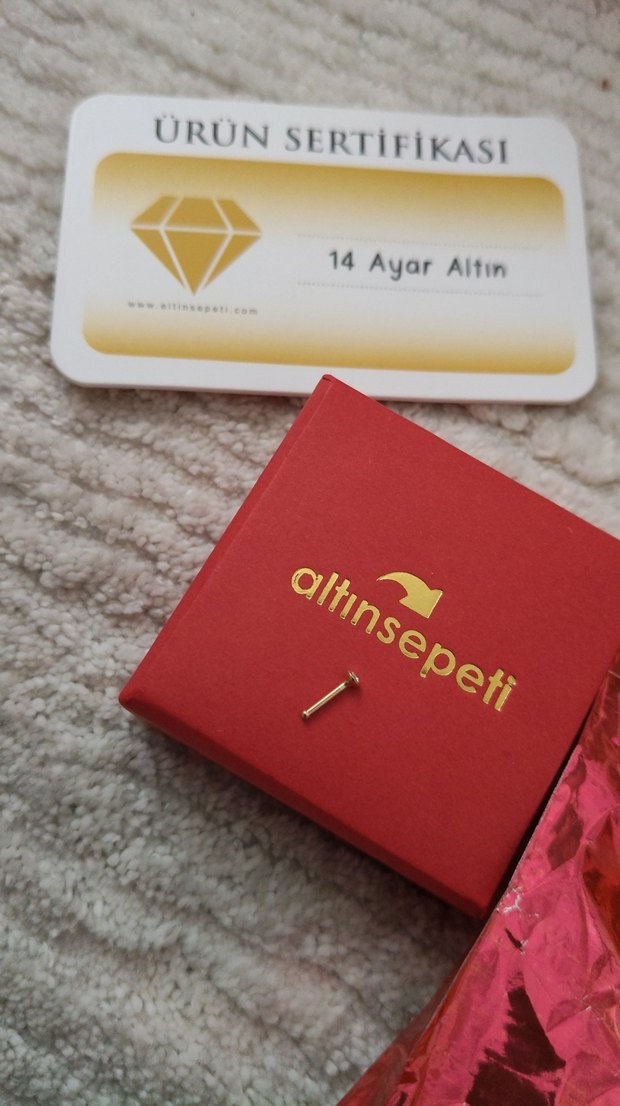 ÜRÜN SERTİFİKASI
14 Ayar Altın
www.altinsepeti.com
altınsepeti